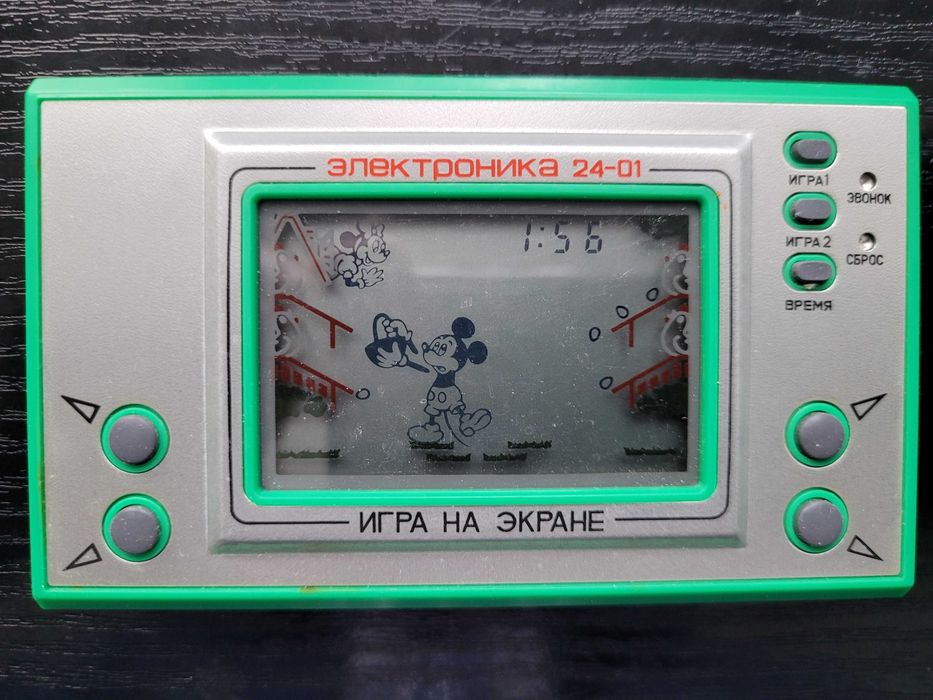 электроника 24-01
1:56
ИГРА 1
ЗВОНОК
ИГРА 2
СБРОС
ВРЕМЯ
ИГРА НА ЭКРАНЕ